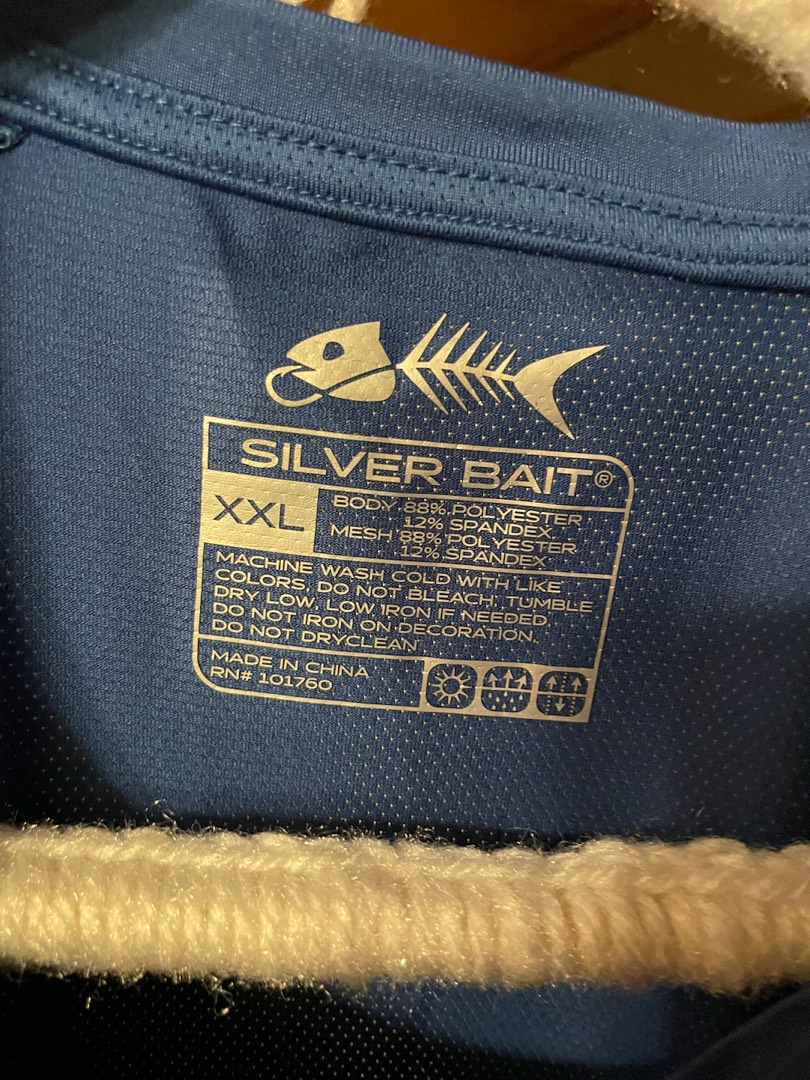 SILVER BAIT®
XXL
BODY 88% POLYESTER
12% SPANDEX
MESH 88% POLYESTER
12% SPANDEX
MACHINE WASH COLD WITH LIKE
COLORS, DO NOT BLEACH, TUMBLE
DRY LOW, LOW IRON IF NEEDED
DO NOT IRON ON DECORATION,
DO NOT DRYCLEAN
MADE IN CHINA
RN# 101760